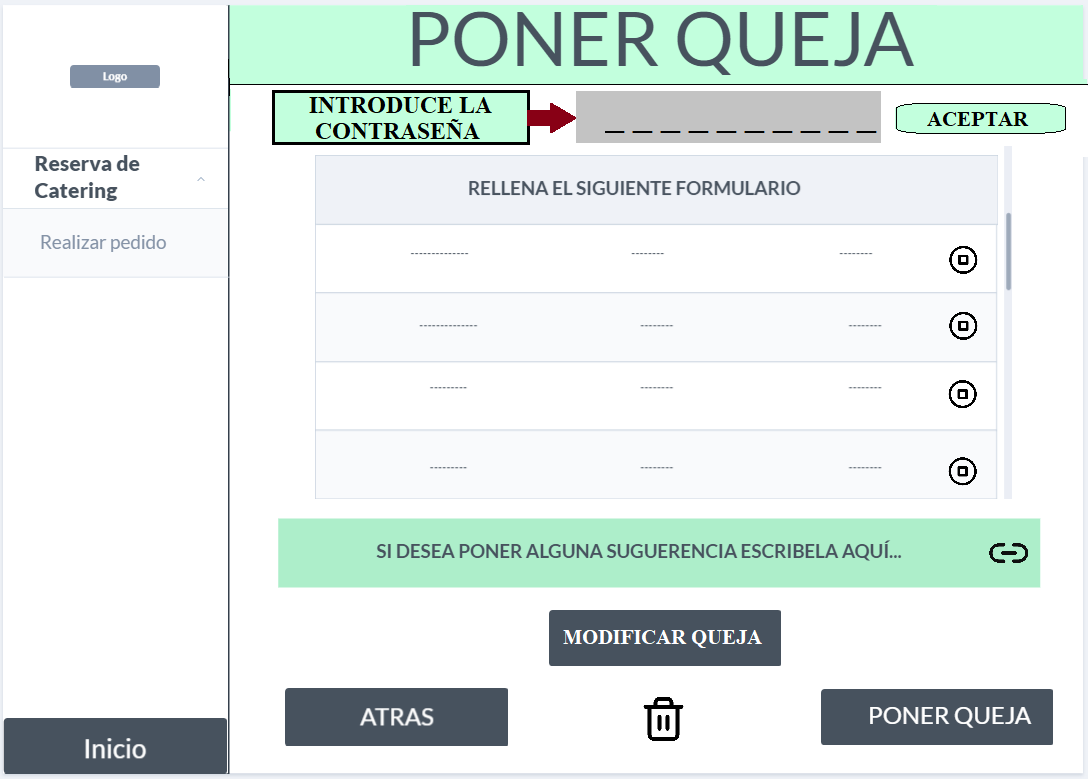 PONER QUEJA
Logo
INTRODUCE LA
CONTRASEÑA
_ _ _ _ _ _ _ _ _ _
ACEPTAR
Reserva de
Catering
Realizar pedido
RELLENA EL SIGUIENTE FORMULARIO
------------- -------- --------
------------- -------- --------
--------- -------- --------
--------- -------- --------
SI DESEA PONER ALGUNA SUGUERENCIA ESCRIBELA AQUÍ...
MODIFICAR QUEJA
ATRAS
PONER QUEJA
Inicio